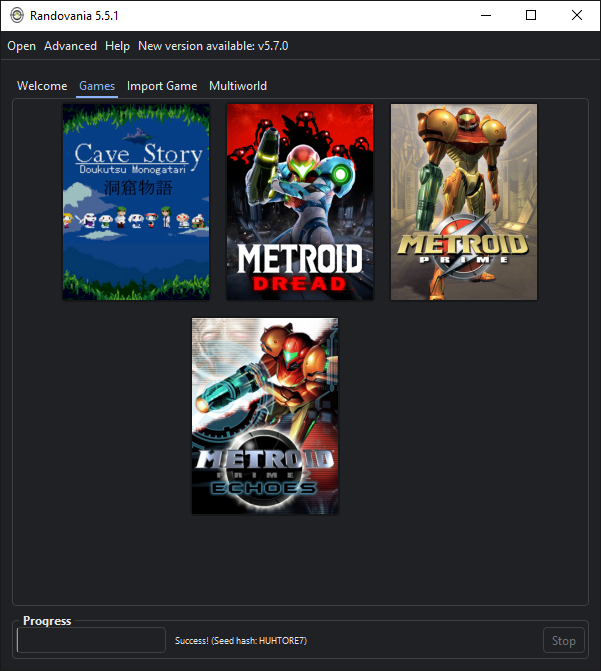 Randovania 5.5.1
Open Advanced Help New version available: v5.7.0
Welcome Games Import Game Multiworld
Cave Story
Doukutsu Monogatari
洞窟物語
METROID
DREAD
METROID
PRIME
METROID
PRIME 2
ECHOES
Progress
Success! (Seed hash: HUHTORE7)
Stop